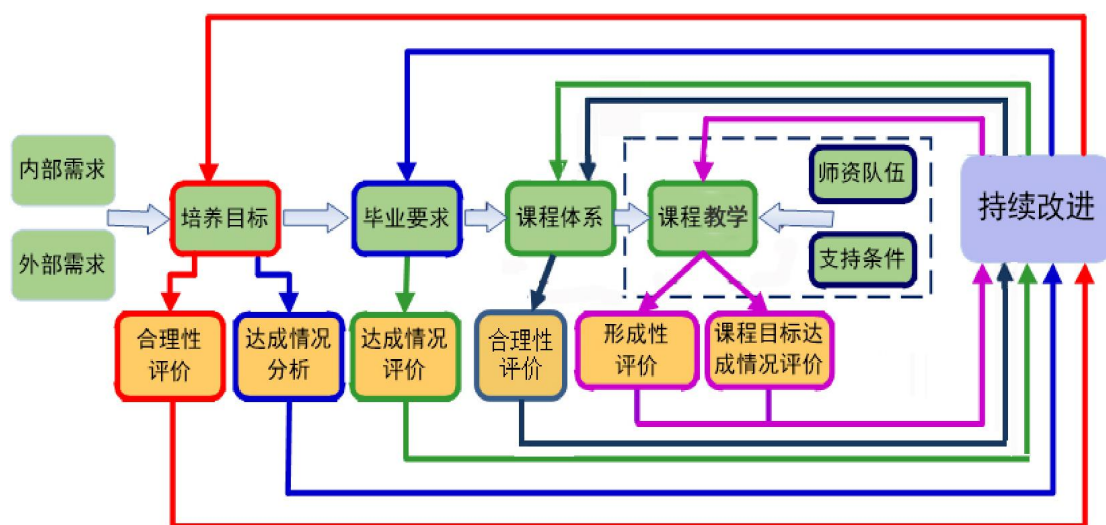 内部需求
外部需求
培养目标
毕业要求
课程体系
课程教学
师资队伍
支持条件
持续改进
合理性
评价
达成情况
分析
达成情况
评价
合理性
评价
形成性
评价
课程目标达
成情况评价